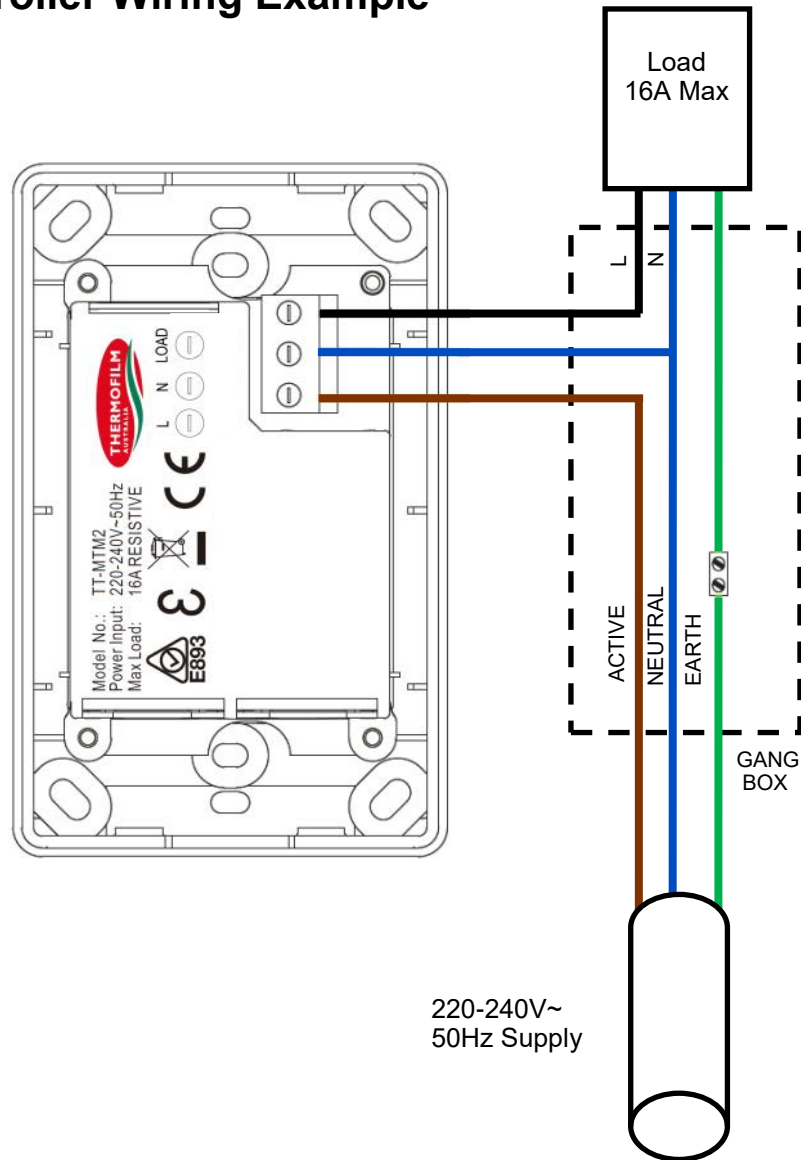 roller Wiring Example
Load
16A Max
L
N
THERMOFILM
AUSTRALIA
L N LOAD
Model No.: TT-MTM2
Power Input: 220-240V~50Hz
Max Load: 16A RESISTIVE
CE
E893
ACTIVE
NEUTRAL
EARTH
GANG
BOX
220-240V~
50Hz Supply